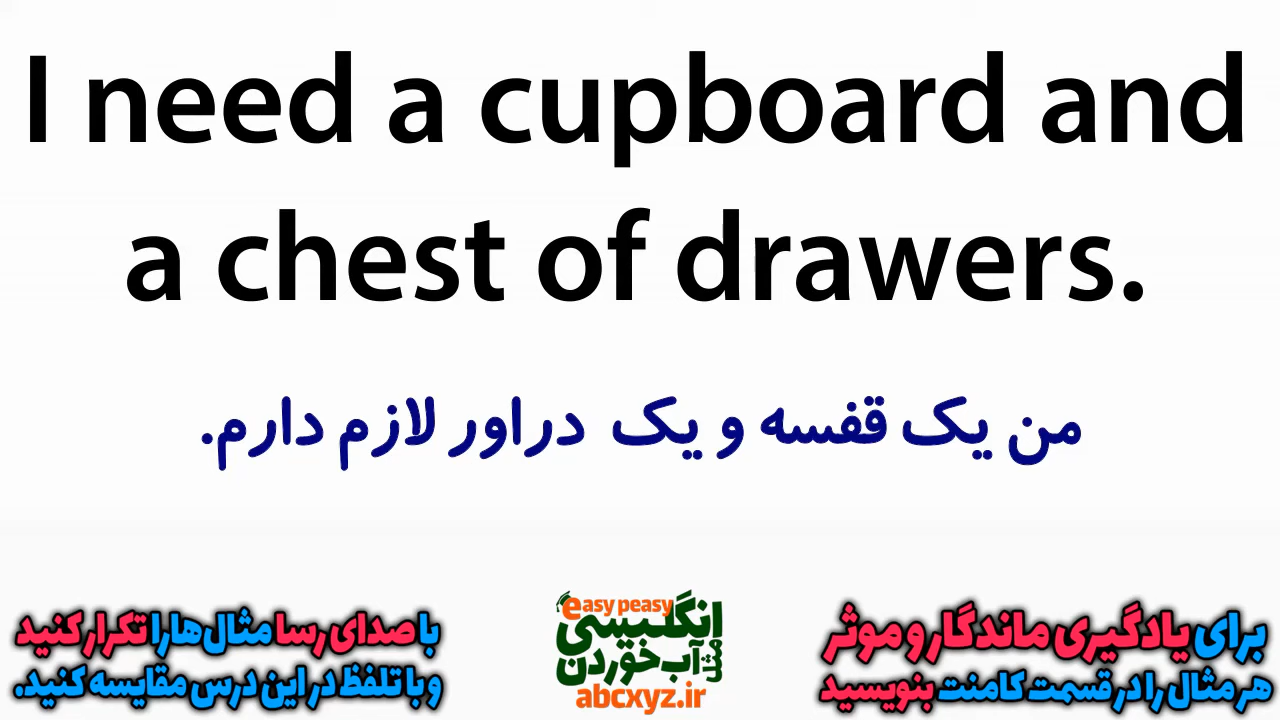 I need a cupboard and
a chest of drawers.
من یک قفسه و یک دراور لازم دارم.
برای یادگیری ماندگار و موثر
هر مثال را در قسمت کامنت بنویسید
easy peasy
انگلیسی
مثل آب خوردن
abcxyz.ir
با صدای رسا مثال‌ها را تکرار کنید
و با تلفظ در این درس مقایسه کنید.